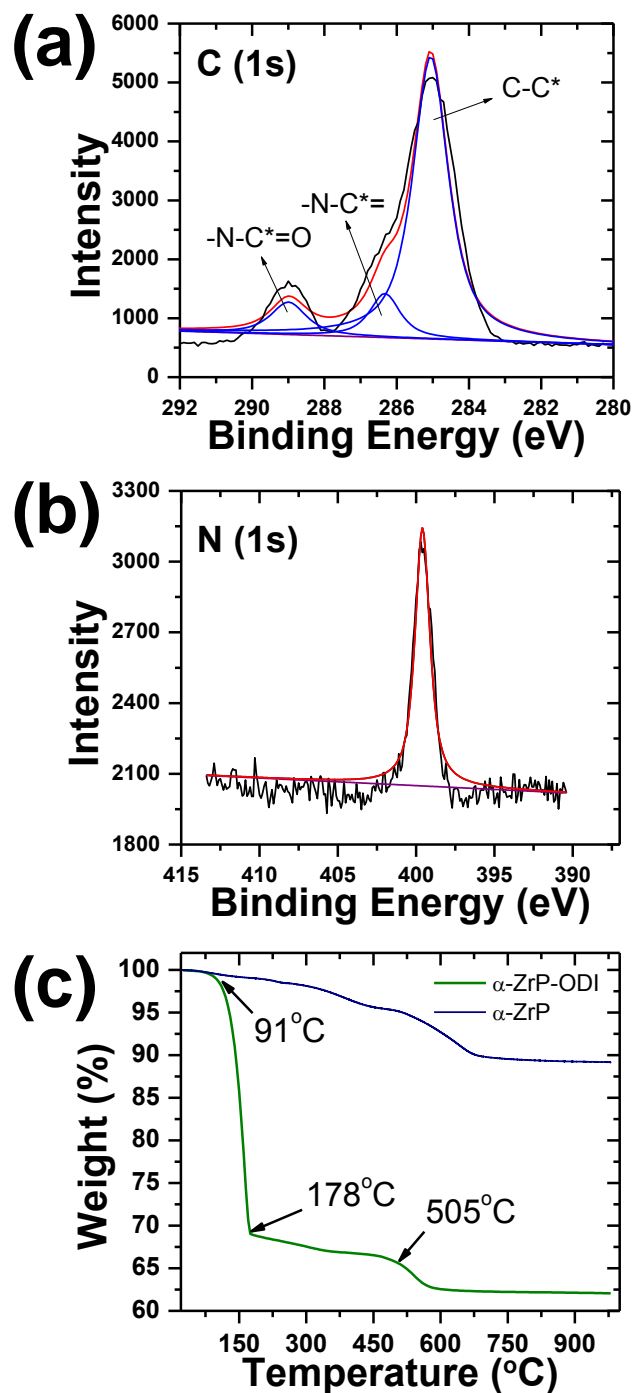 (a)
C (1s)
C-C*
-N-C*=
-N-C*=O
Intensity
6000
5000
4000
3000
2000
1000
0
292 290 288 286 284 282 280
Binding Energy (eV)
(b)
N (1s)
Intensity
3300
3000
2700
2400
2100
1800
415 410 405 400 395 390
Binding Energy (eV)
(c)
α-ZrP-ODI
α-ZrP
91°C
178°C
505°C
Weight (%)
100
95
90
85
80
75
70
65
60
150 300 450 600 750 900
Temperature (°C)